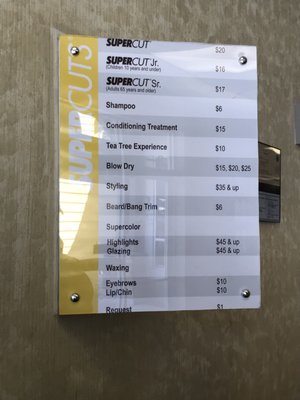 SUPERCUTS
SUPERCUT $20
SUPERCUT Jr. $16
(Children 10 years and under)
SUPERCUT Sr. $17
(Adults 65 years and older)
Shampoo $6
Conditioning Treatment $15
Tea Tree Experience $10
Blow Dry $15, $20, $25
Styling $35 & up
Beard/Bang Trim $6
Supercolor
Highlights $45 & up
Glazing $45 & up
Waxing
Eyebrows $10
Lip/Chin $10
Request $1